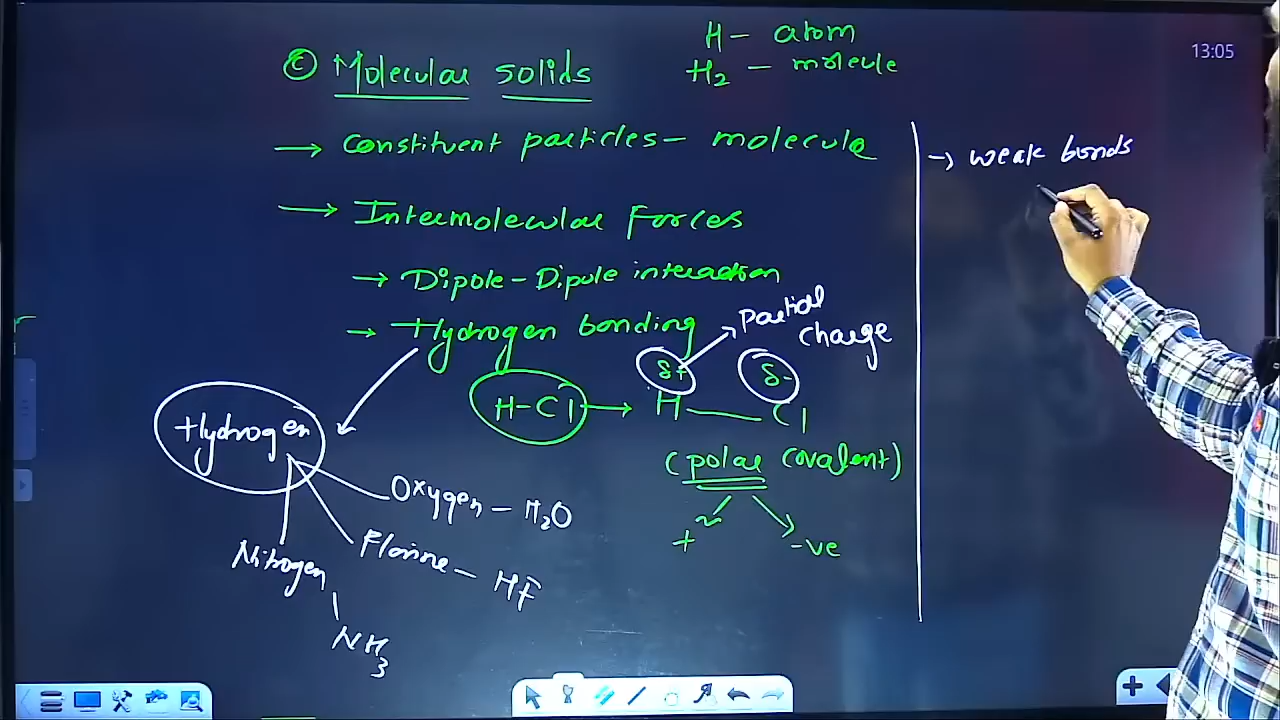 H - atom
H2 - molecule
13:05
© Molecular solids
→ Constituent particles - molecule
→ Intermolecular Forces
→ Dipole - Dipole interaction
→ Hydrogen bonding
Partial
charge
δ+ δ-
H-Cl → H — Cl
(polar covalent)
+ve -ve
Hydrogen
Oxygen - H2O
Florine - HF
Nitrogen
NH3
→ weak bonds